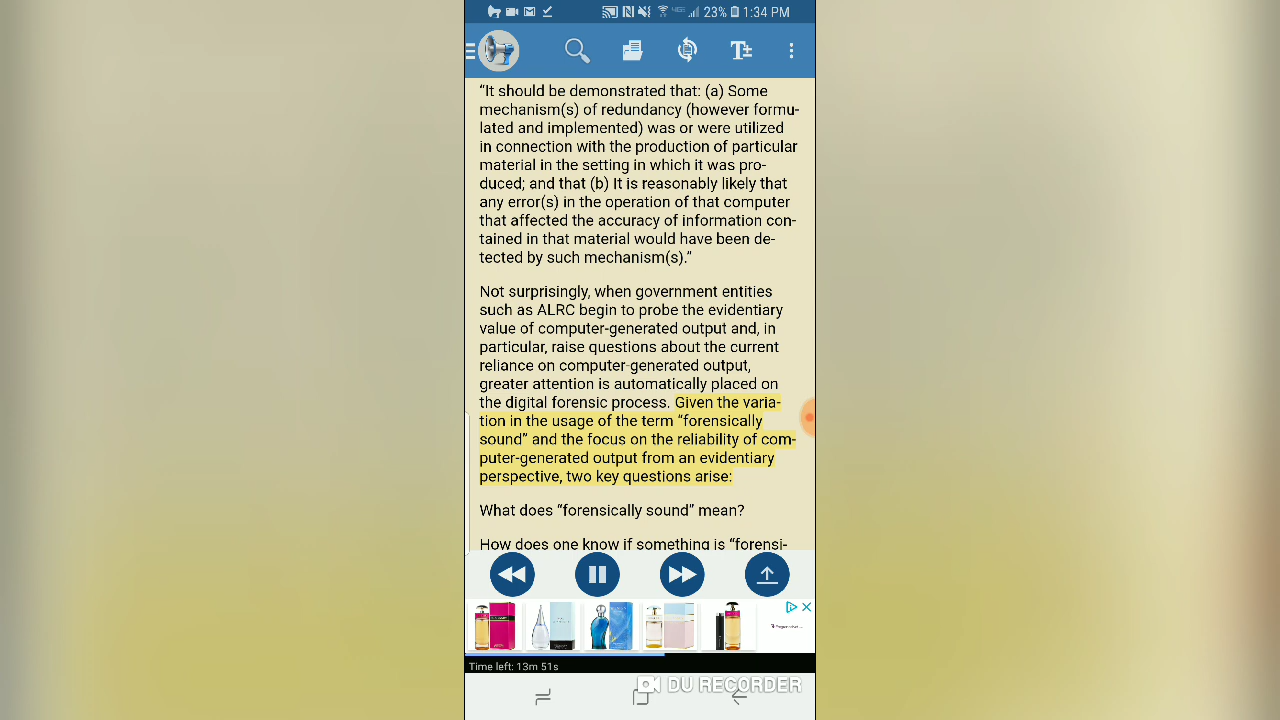 23% 1:34 PM
T±
“It should be demonstrated that: (a) Some
mechanism(s) of redundancy (however formu-
lated and implemented) was or were utilized
in connection with the production of particular
material in the setting in which it was pro-
duced; and that (b) It is reasonably likely that
any error(s) in the operation of that computer
that affected the accuracy of information con-
tained in that material would have been de-
tected by such mechanism(s).”
Not surprisingly, when government entities
such as ALRC begin to probe the evidentiary
value of computer-generated output and, in
particular, raise questions about the current
reliance on computer-generated output,
greater attention is automatically placed on
the digital forensic process. Given the varia-
tion in the usage of the term “forensically
sound” and the focus on the reliability of com-
puter-generated output from an evidentiary
perspective, two key questions arise:
What does “forensically sound” mean?
How does one know if something is “forensi-
Time left: 13m 51s
DU RECORDER